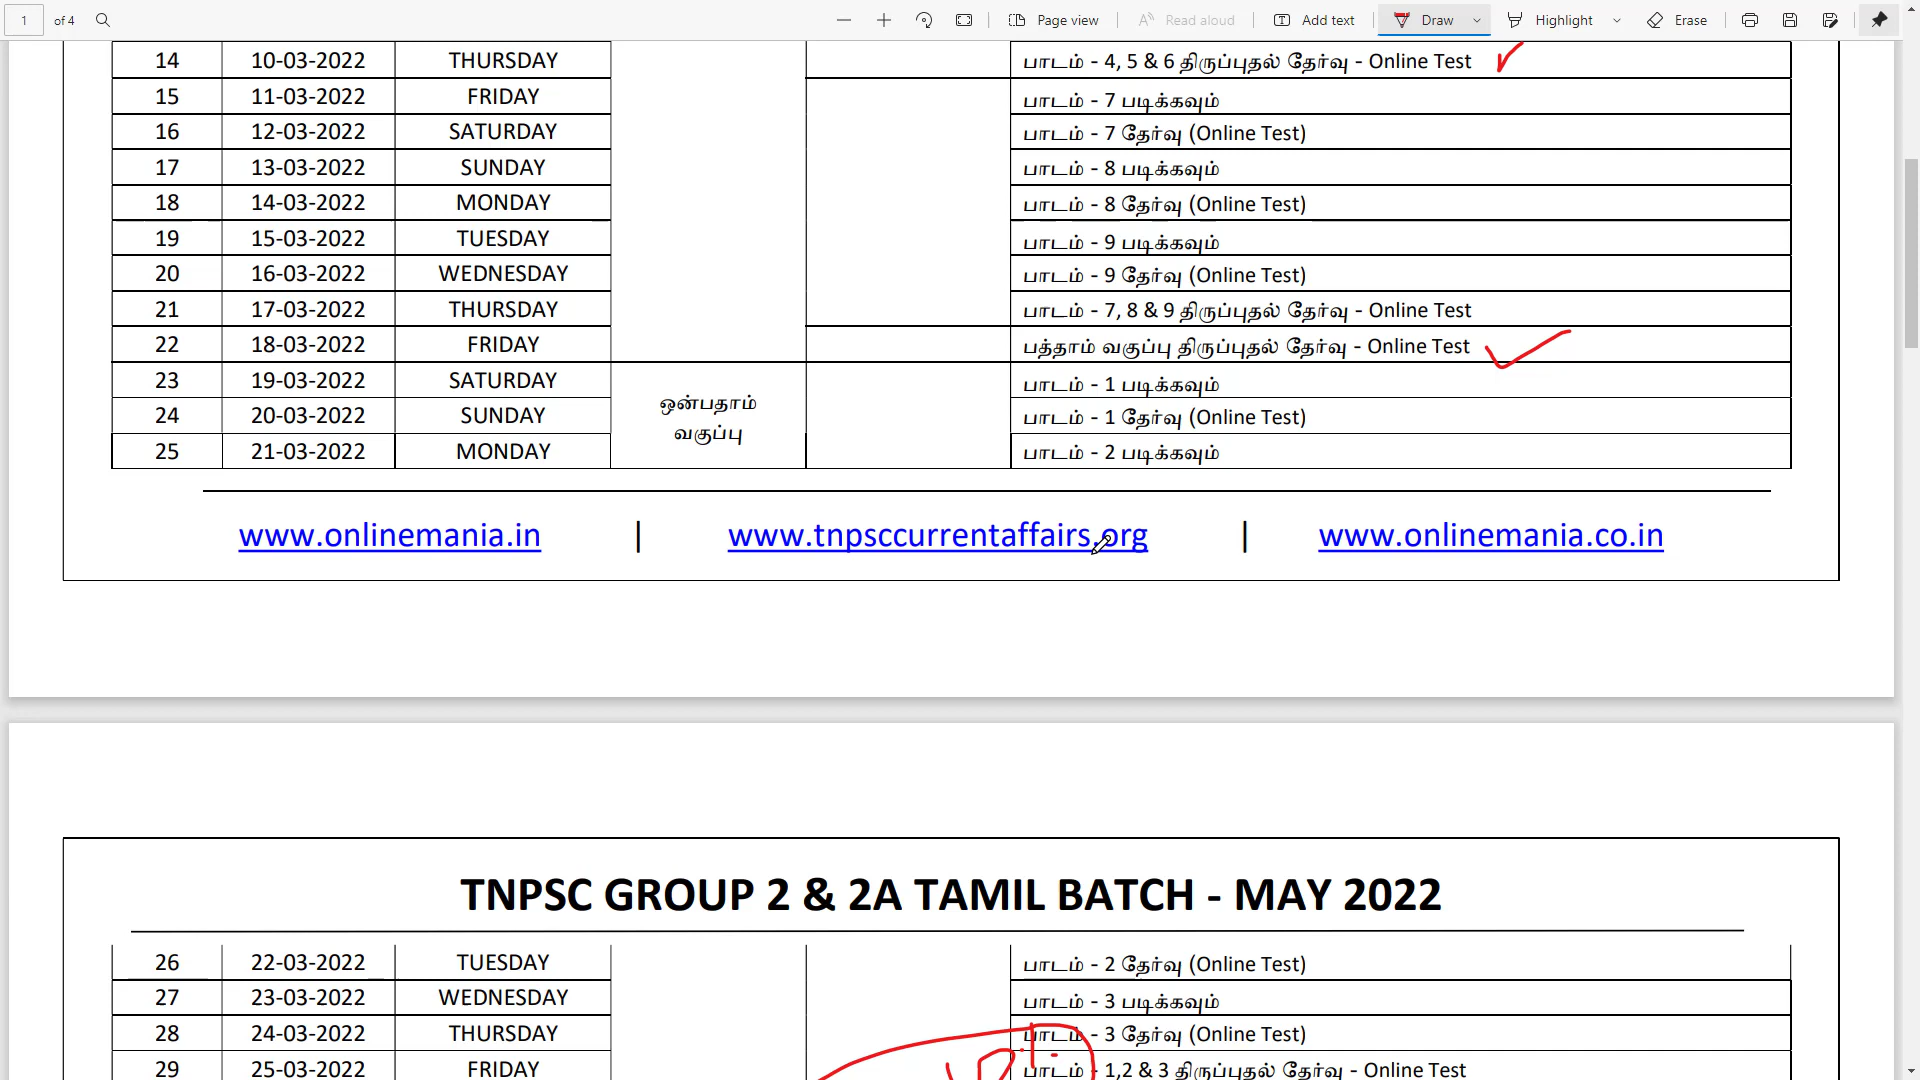 1 of 4 Page view Read aloud Add text Draw Highlight Erase
14 10-03-2022 THURSDAY பாடம் - 4, 5 & 6 திருப்புதல் தேர்வு - Online Test
15 11-03-2022 FRIDAY பாடம் - 7 படிக்கவும்
16 12-03-2022 SATURDAY பாடம் - 7 தேர்வு (Online Test)
17 13-03-2022 SUNDAY பாடம் - 8 படிக்கவும்
18 14-03-2022 MONDAY பாடம் - 8 தேர்வு (Online Test)
19 15-03-2022 TUESDAY பாடம் - 9 படிக்கவும்
20 16-03-2022 WEDNESDAY பாடம் - 9 தேர்வு (Online Test)
21 17-03-2022 THURSDAY பாடம் - 7, 8 & 9 திருப்புதல் தேர்வு - Online Test
22 18-03-2022 FRIDAY பத்தாம் வகுப்பு திருப்புதல் தேர்வு - Online Test
23 19-03-2022 SATURDAY பாடம் - 1 படிக்கவும்
ஒன்பதாம்
24 20-03-2022 SUNDAY பாடம் - 1 தேர்வு (Online Test)
வகுப்பு
25 21-03-2022 MONDAY பாடம் - 2 படிக்கவும்
www.onlinemania.in | www.tnpsccurrentaffairs.org | www.onlinemania.co.in
TNPSC GROUP 2 & 2A TAMIL BATCH - MAY 2022
26 22-03-2022 TUESDAY பாடம் - 2 தேர்வு (Online Test)
27 23-03-2022 WEDNESDAY பாடம் - 3 படிக்கவும்
28 24-03-2022 THURSDAY பாடம் - 3 தேர்வு (Online Test)
29 25-03-2022 FRIDAY பாடம் - 1,2 & 3 திருப்புதல் தேர்வு - Online Test